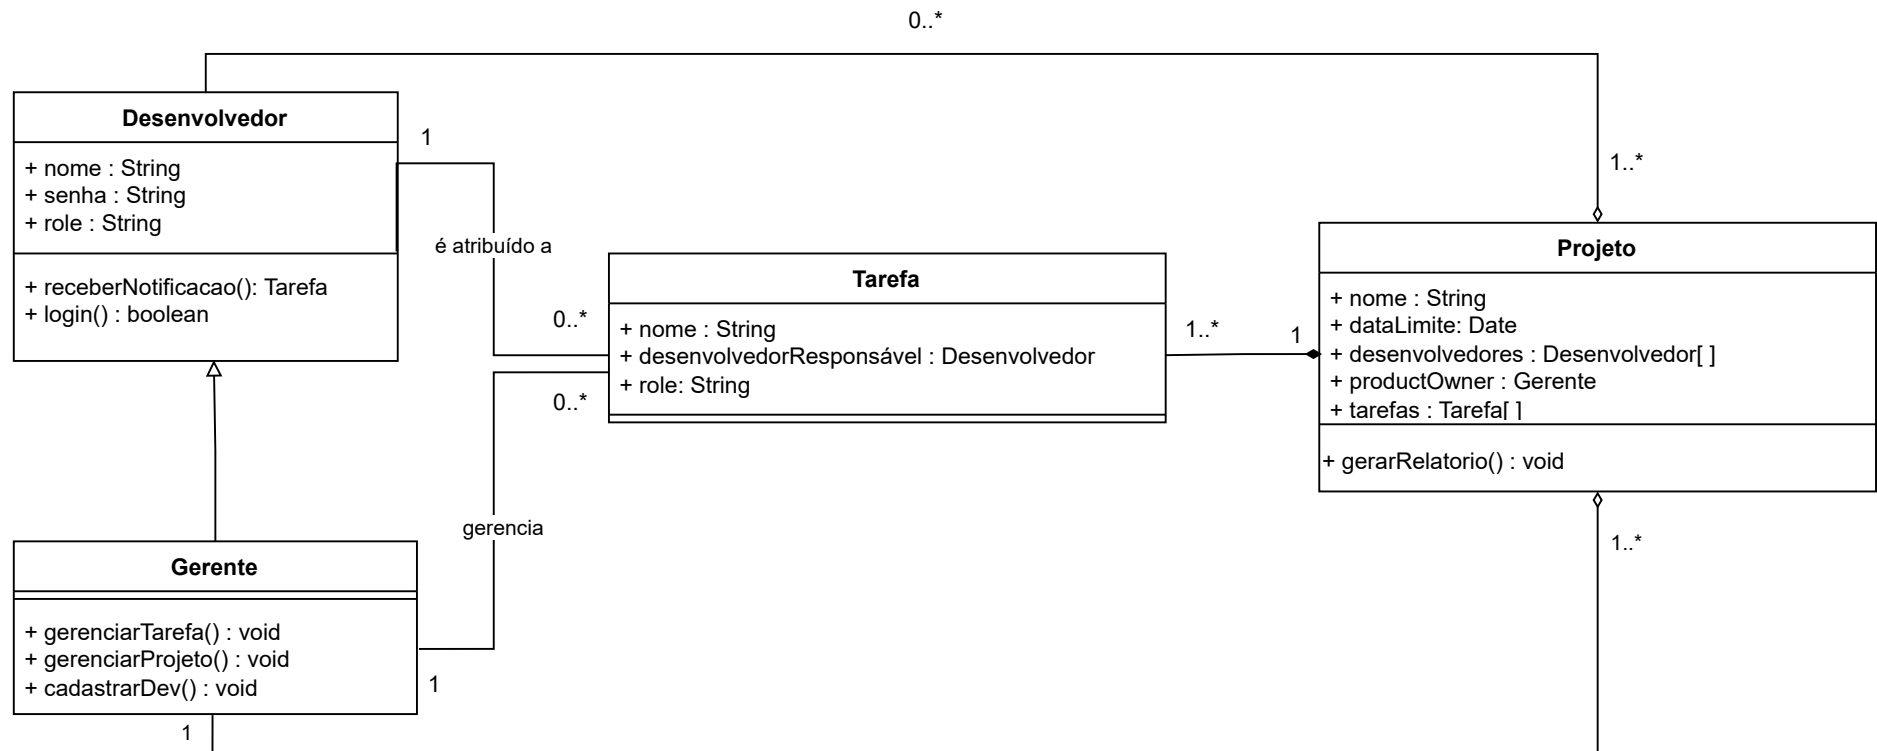 0..*
Desenvolvedor
+ nome : String
+ senha : String
+ role : String
+ receberNotificacao(): Tarefa
+ login() : boolean
1
é atribuído a
0..*
Tarefa
+ nome : String
+ desenvolvedorResponsável : Desenvolvedor
+ role: String
0..*
1..*
1
1..*
Projeto
+ nome : String
+ dataLimite: Date
+ desenvolvedores : Desenvolvedor[ ]
+ productOwner : Gerente
+ tarefas : Tarefa[ ]
+ gerarRelatorio() : void
1..*
gerencia
Gerente
+ gerenciarTarefa() : void
+ gerenciarProjeto() : void
+ cadastrarDev() : void
1
1